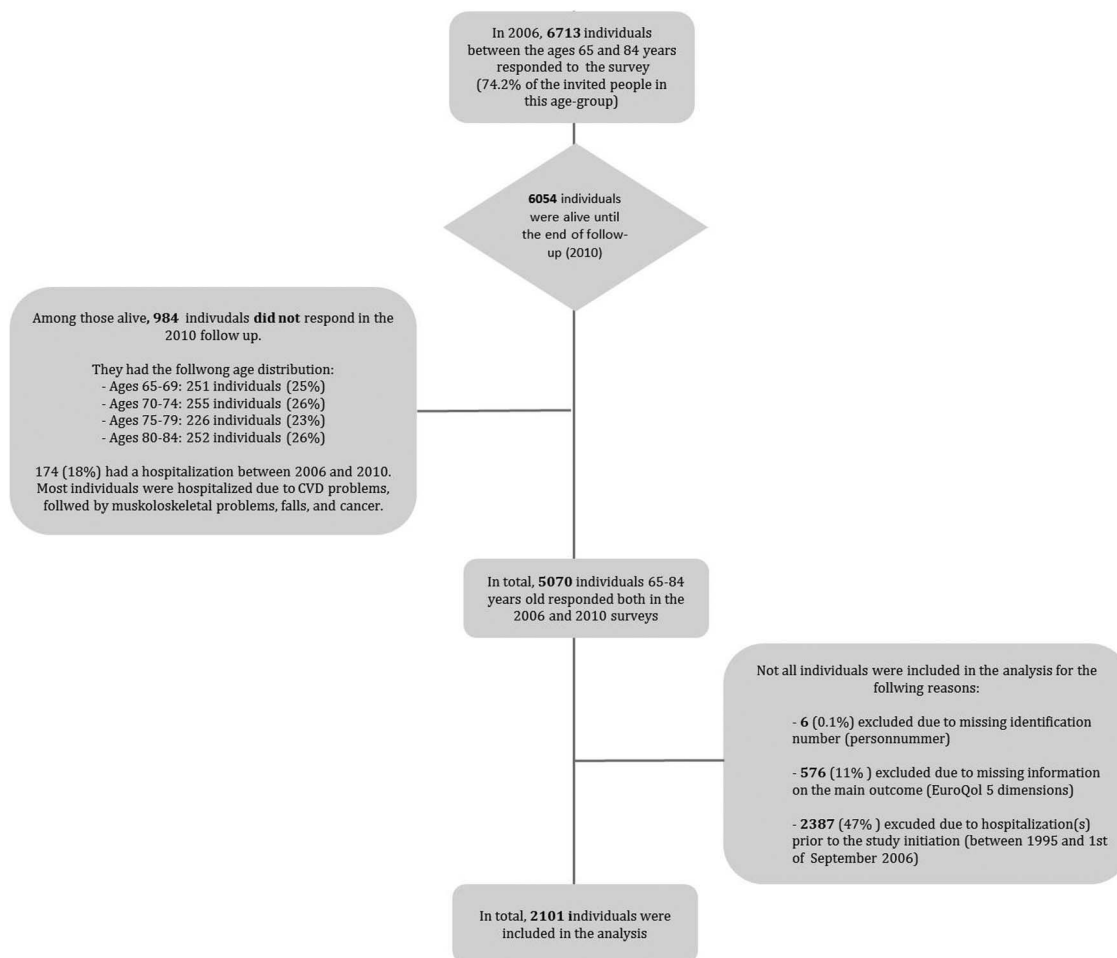 In 2006, 6713 individuals
between the ages 65 and 84 years
responded to the survey
(74.2% of the invited people in
this age-group)
6054 individuals
were alive until
the end of follow-
up (2010)
Among those alive, 984 indivudals did not respond in the
2010 follow up.
They had the follwong age distribution:
- Ages 65-69: 251 individuals (25%)
- Ages 70-74: 255 individuals (26%)
- Ages 75-79: 226 individuals (23%)
- Ages 80-84: 252 individuals (26%)
174 (18%) had a hospitalization between 2006 and 2010.
Most individuals were hospitalized due to CVD problems,
follwed by muskoloskeletal problems, falls, and cancer.
In total, 5070 individuals 65-84
years old responded both in the
2006 and 2010 surveys
Not all individuals were included in the analysis for the
follwing reasons:
- 6 (0.1%) excluded due to missing identification
number (personnummer)
- 576 (11% ) excluded due to missing information
on the main outcome (EuroQol 5 dimensions)
- 2387 (47% ) excuded due to hospitalization(s)
prior to the study initiation (between 1995 and 1st
of September 2006)
In total, 2101 individuals were
included in the analysis